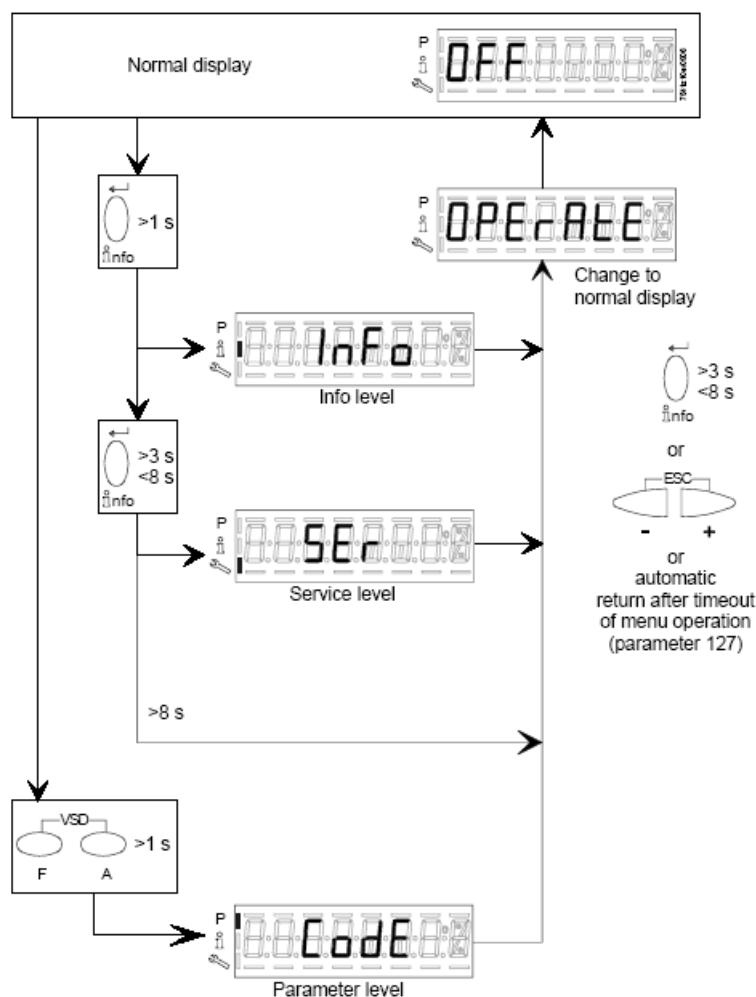 Normal display
P
OFF
>1 s
info
P
OPErAtE
Change to
normal display
P
InFo
Info level
>3 s
<8 s
info
>3 s
<8 s
info
or
ESC
- +
or
automatic
return after timeout
of menu operation
(parameter 127)
P
SEr
Service level
>8 s
VSD
>1 s
F A
P
CodE
Parameter level